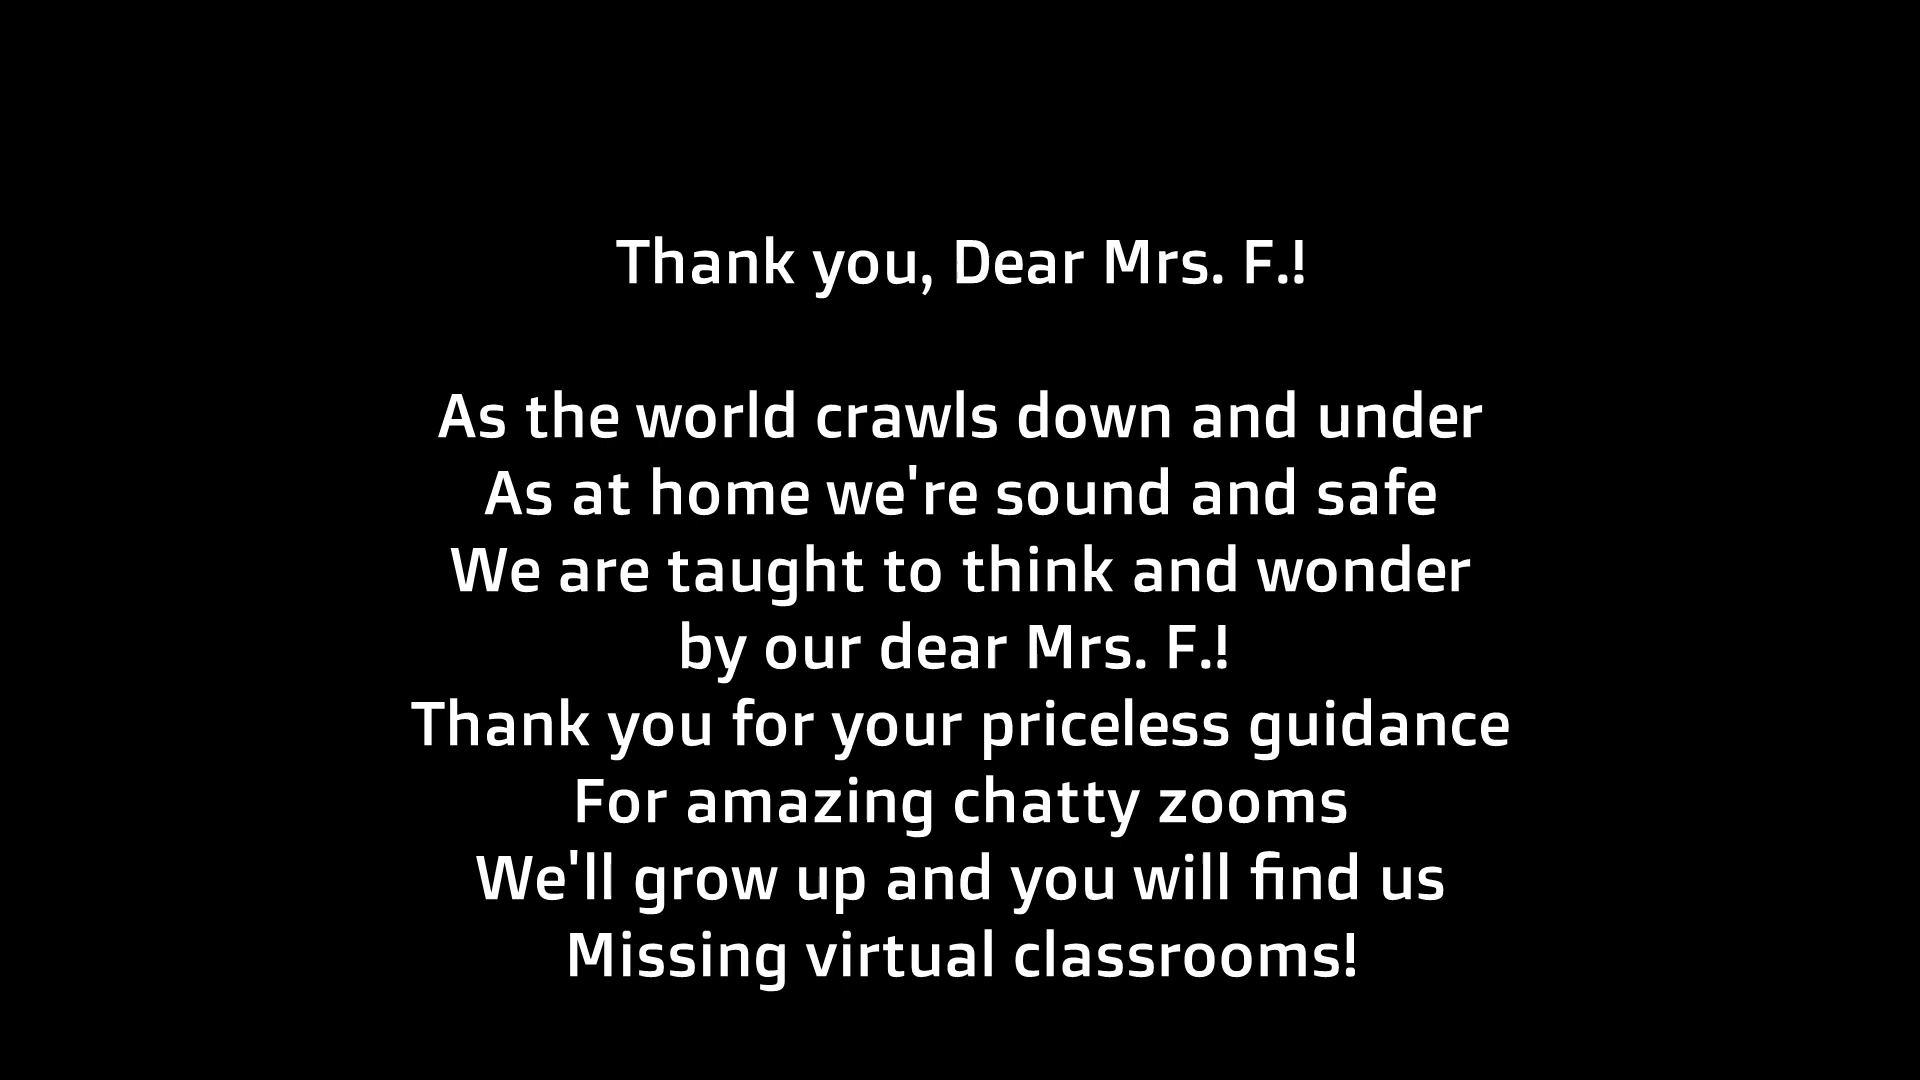 Thank you, Dear Mrs. F.!
As the world crawls down and under
As at home we're sound and safe
We are taught to think and wonder
by our dear Mrs. F.!
Thank you for your priceless guidance
For amazing chatty zooms
We'll grow up and you will find us
Missing virtual classrooms!